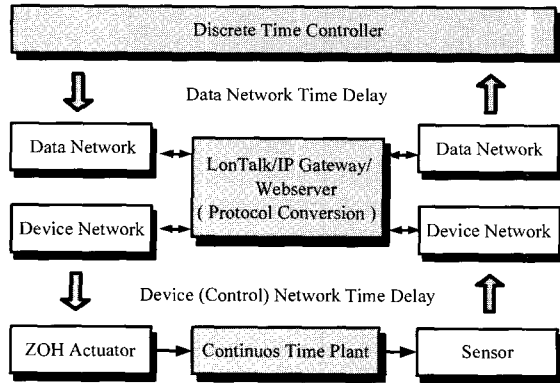 Discrete Time Controller
Data Network Time Delay
Data Network
LonTalk/IP Gateway/
Webserver
( Protocol Conversion )
Data Network
Device Network
Device Network
Device (Control) Network Time Delay
ZOH Actuator
Continuos Time Plant
Sensor